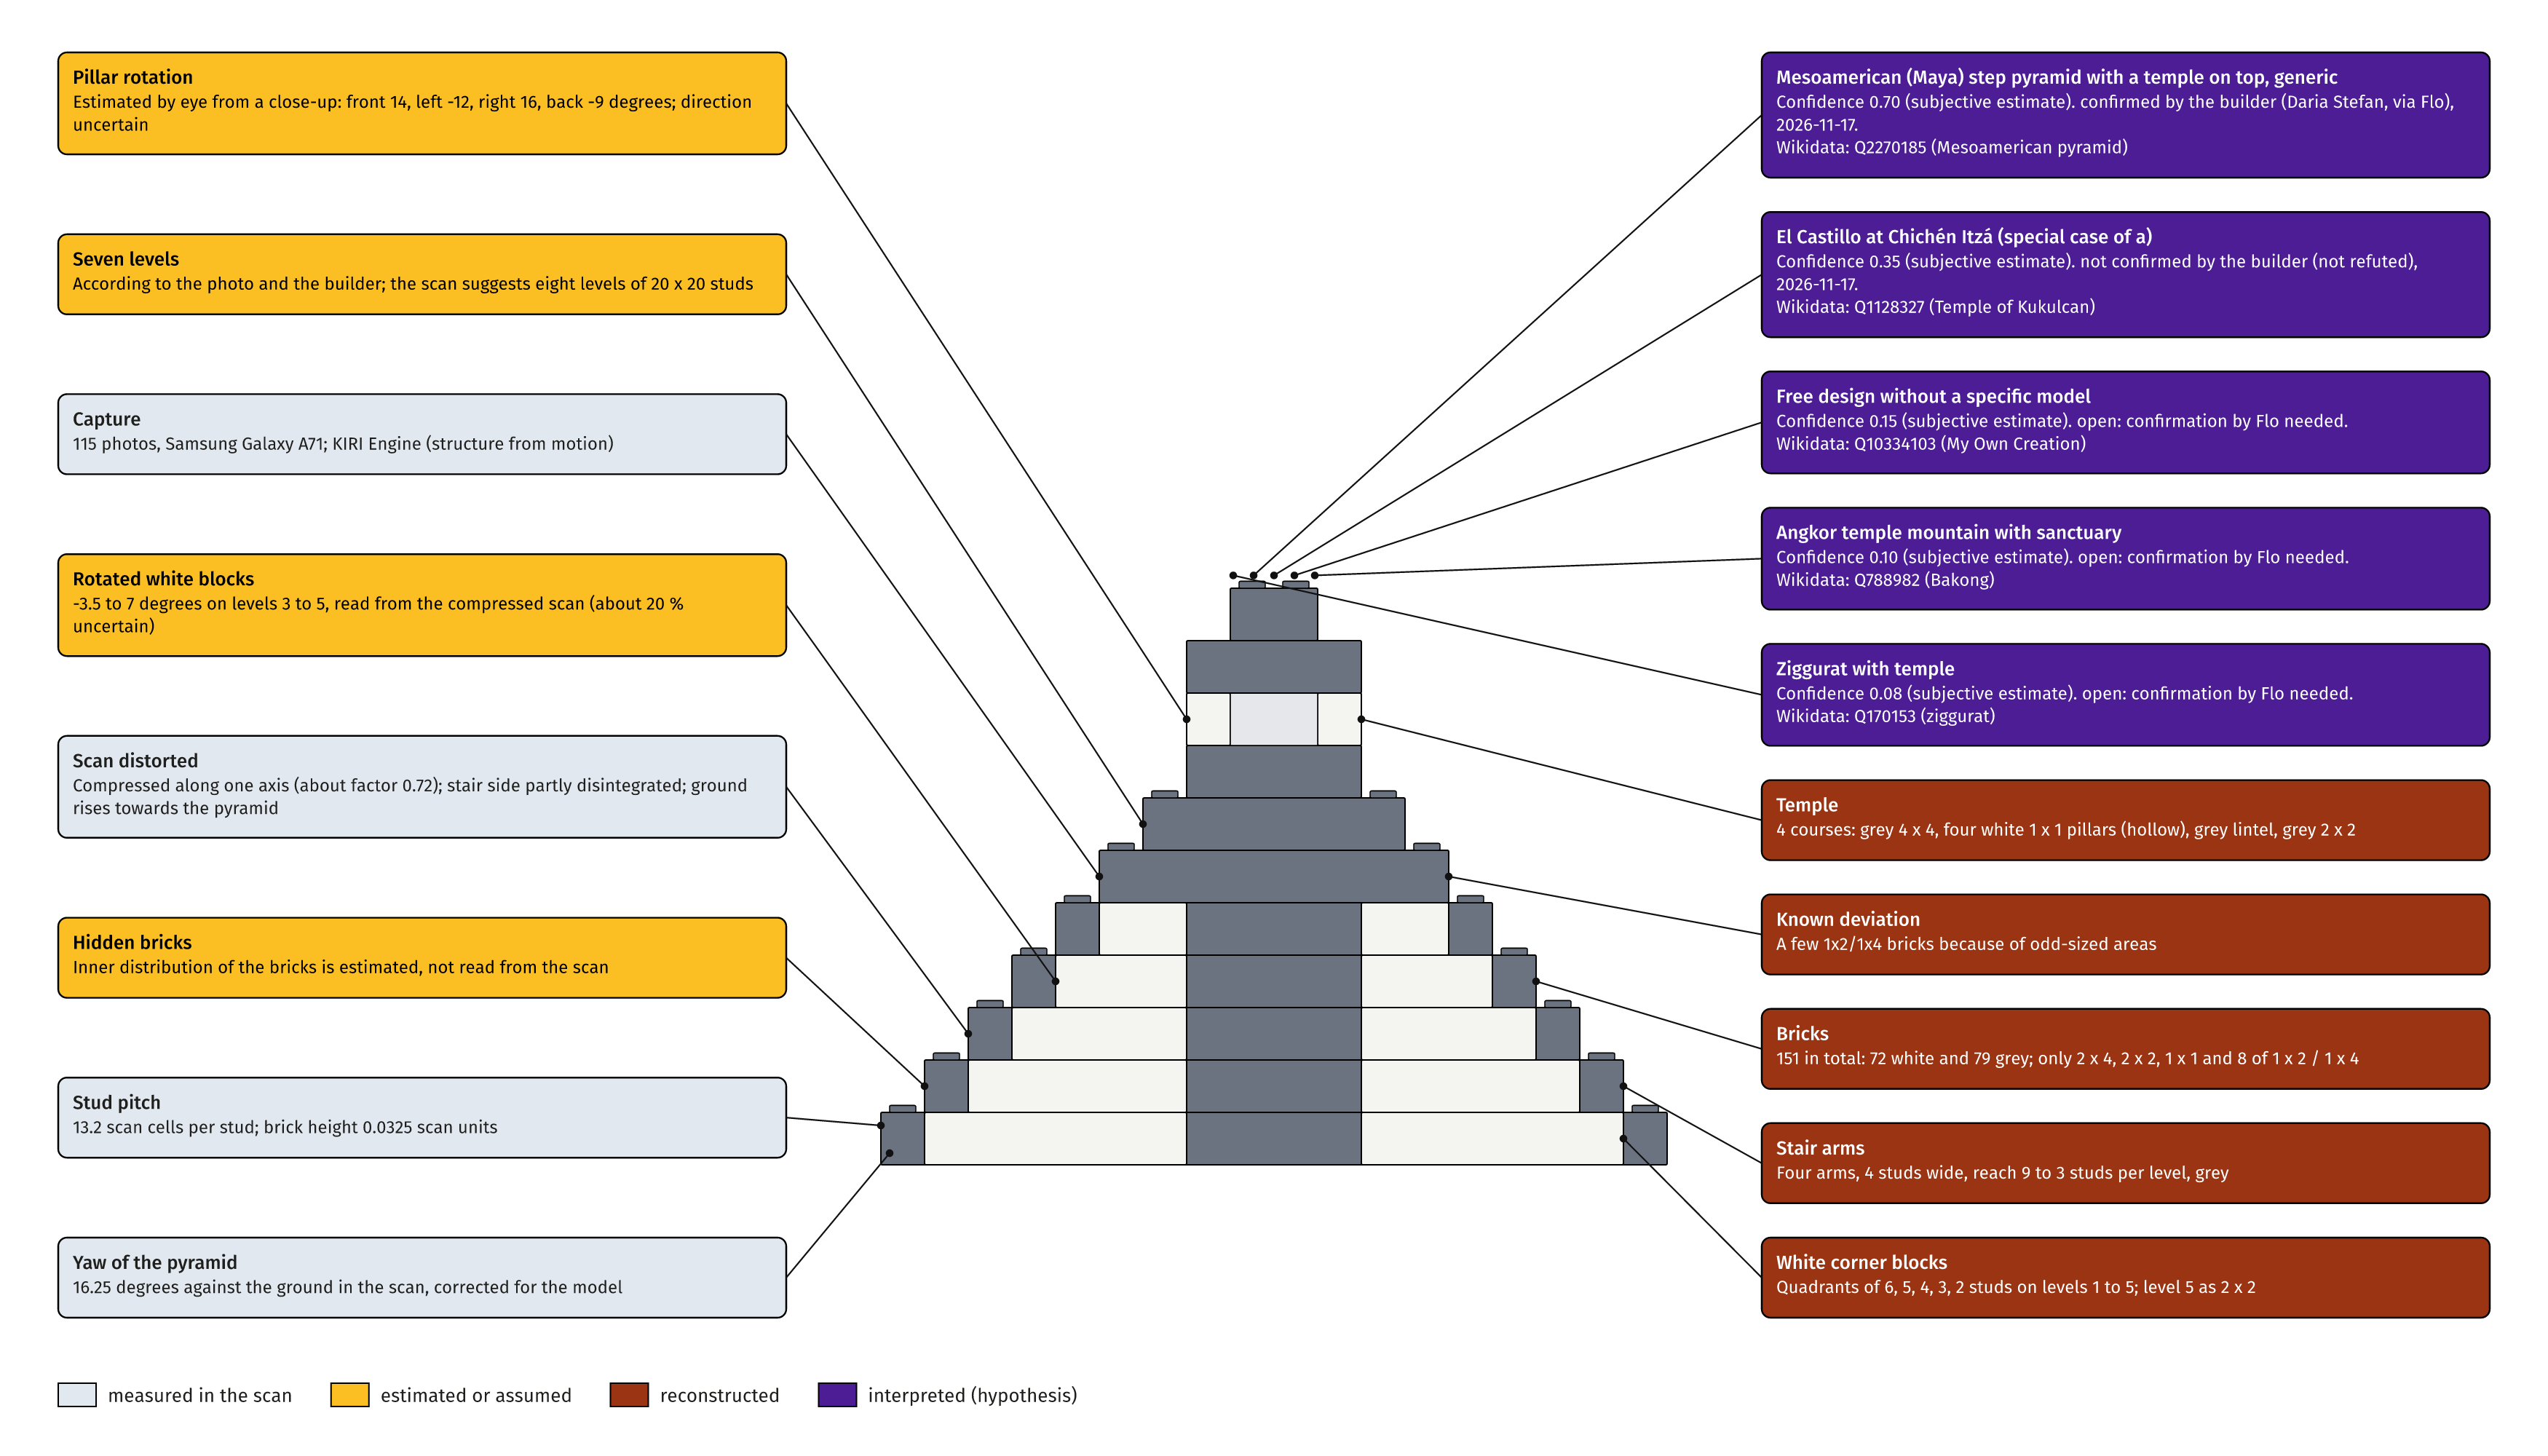 Pillar rotation
Estimated by eye from a close-up: front 14, left -12, right 16, back -9 degrees; direction
uncertain
Seven levels
According to the photo and the builder; the scan suggests eight levels of 20 x 20 studs
Capture
115 photos, Samsung Galaxy A71; KIRI Engine (structure from motion)
Rotated white blocks
-3.5 to 7 degrees on levels 3 to 5, read from the compressed scan (about 20 %
uncertain)
Scan distorted
Compressed along one axis (about factor 0.72); stair side partly disintegrated; ground
rises towards the pyramid
Hidden bricks
Inner distribution of the bricks is estimated, not read from the scan
Stud pitch
13.2 scan cells per stud; brick height 0.0325 scan units
Yaw of the pyramid
16.25 degrees against the ground in the scan, corrected for the model
Mesoamerican (Maya) step pyramid with a temple on top, generic
Confidence 0.70 (subjective estimate). confirmed by the builder (Daria Stefan, via Flo),
2026-11-17.
Wikidata: Q2270185 (Mesoamerican pyramid)
El Castillo at Chichén Itzá (special case of a)
Confidence 0.35 (subjective estimate). not confirmed by the builder (not refuted),
2026-11-17.
Wikidata: Q1128327 (Temple of Kukulcan)
Free design without a specific model
Confidence 0.15 (subjective estimate). open: confirmation by Flo needed.
Wikidata: Q10334103 (My Own Creation)
Angkor temple mountain with sanctuary
Confidence 0.10 (subjective estimate). open: confirmation by Flo needed.
Wikidata: Q788982 (Bakong)
Ziggurat with temple
Confidence 0.08 (subjective estimate). open: confirmation by Flo needed.
Wikidata: Q170153 (ziggurat)
Temple
4 courses: grey 4 x 4, four white 1 x 1 pillars (hollow), grey lintel, grey 2 x 2
Known deviation
A few 1x2/1x4 bricks because of odd-sized areas
Bricks
151 in total: 72 white and 79 grey; only 2 x 4, 2 x 2, 1 x 1 and 8 of 1 x 2 / 1 x 4
Stair arms
Four arms, 4 studs wide, reach 9 to 3 studs per level, grey
White corner blocks
Quadrants of 6, 5, 4, 3, 2 studs on levels 1 to 5; level 5 as 2 x 2
measured in the scan
estimated or assumed
reconstructed
interpreted (hypothesis)